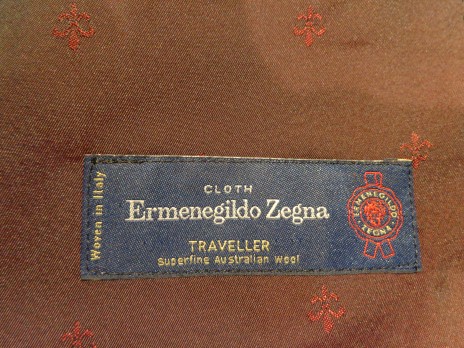 Woven in Italy
CLOTH
Ermenegildo Zegna
TRAVELLER
Superfine Australian Wool
ERMENEGILDO
ZEGNA